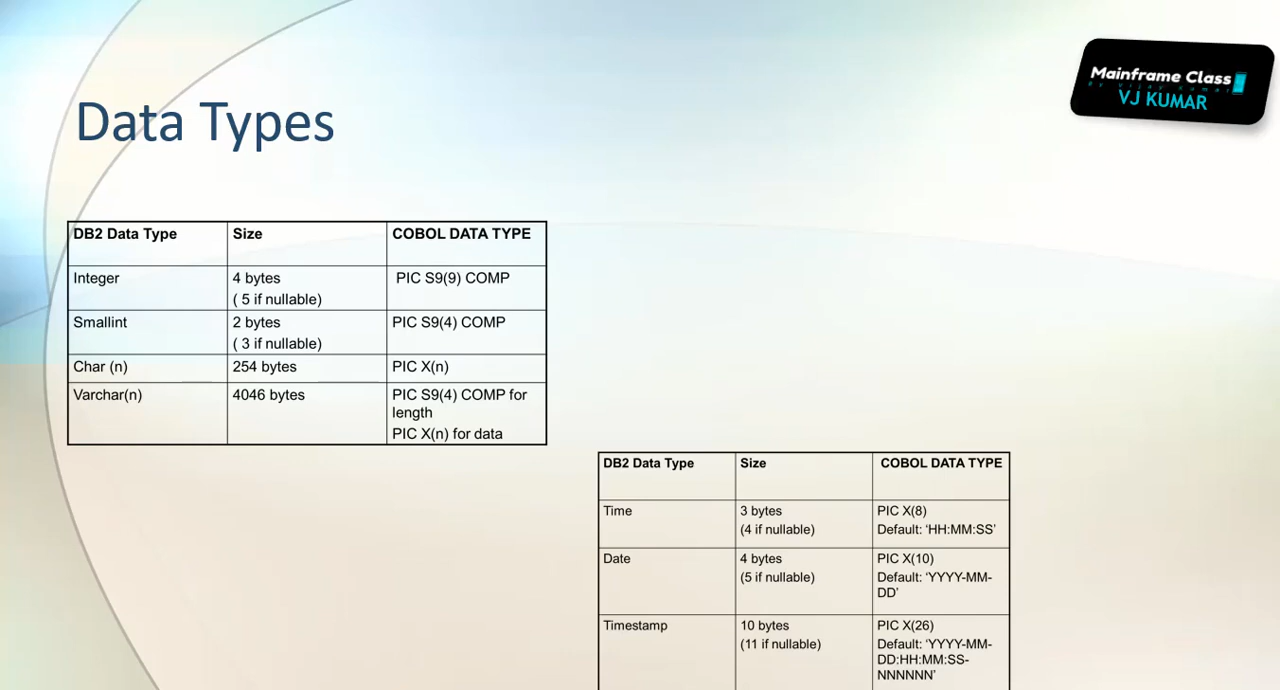 Mainframe Class
VJ KUMAR
Data Types
DB2 Data Type Size COBOL DATA TYPE
Integer 4 bytes PIC S9(9) COMP
( 5 if nullable)
Smallint 2 bytes PIC S9(4) COMP
( 3 if nullable)
Char (n) 254 bytes PIC X(n)
Varchar(n) 4046 bytes PIC S9(4) COMP for
length
PIC X(n) for data
DB2 Data Type Size COBOL DATA TYPE
Time 3 bytes PIC X(8)
(4 if nullable) Default: ‘HH:MM:SS’
Date 4 bytes PIC X(10)
(5 if nullable) Default: ‘YYYY-MM-
DD’
Timestamp 10 bytes PIC X(26)
(11 if nullable) Default: ‘YYYY-MM-
DD:HH:MM:SS-
NNNNNN’